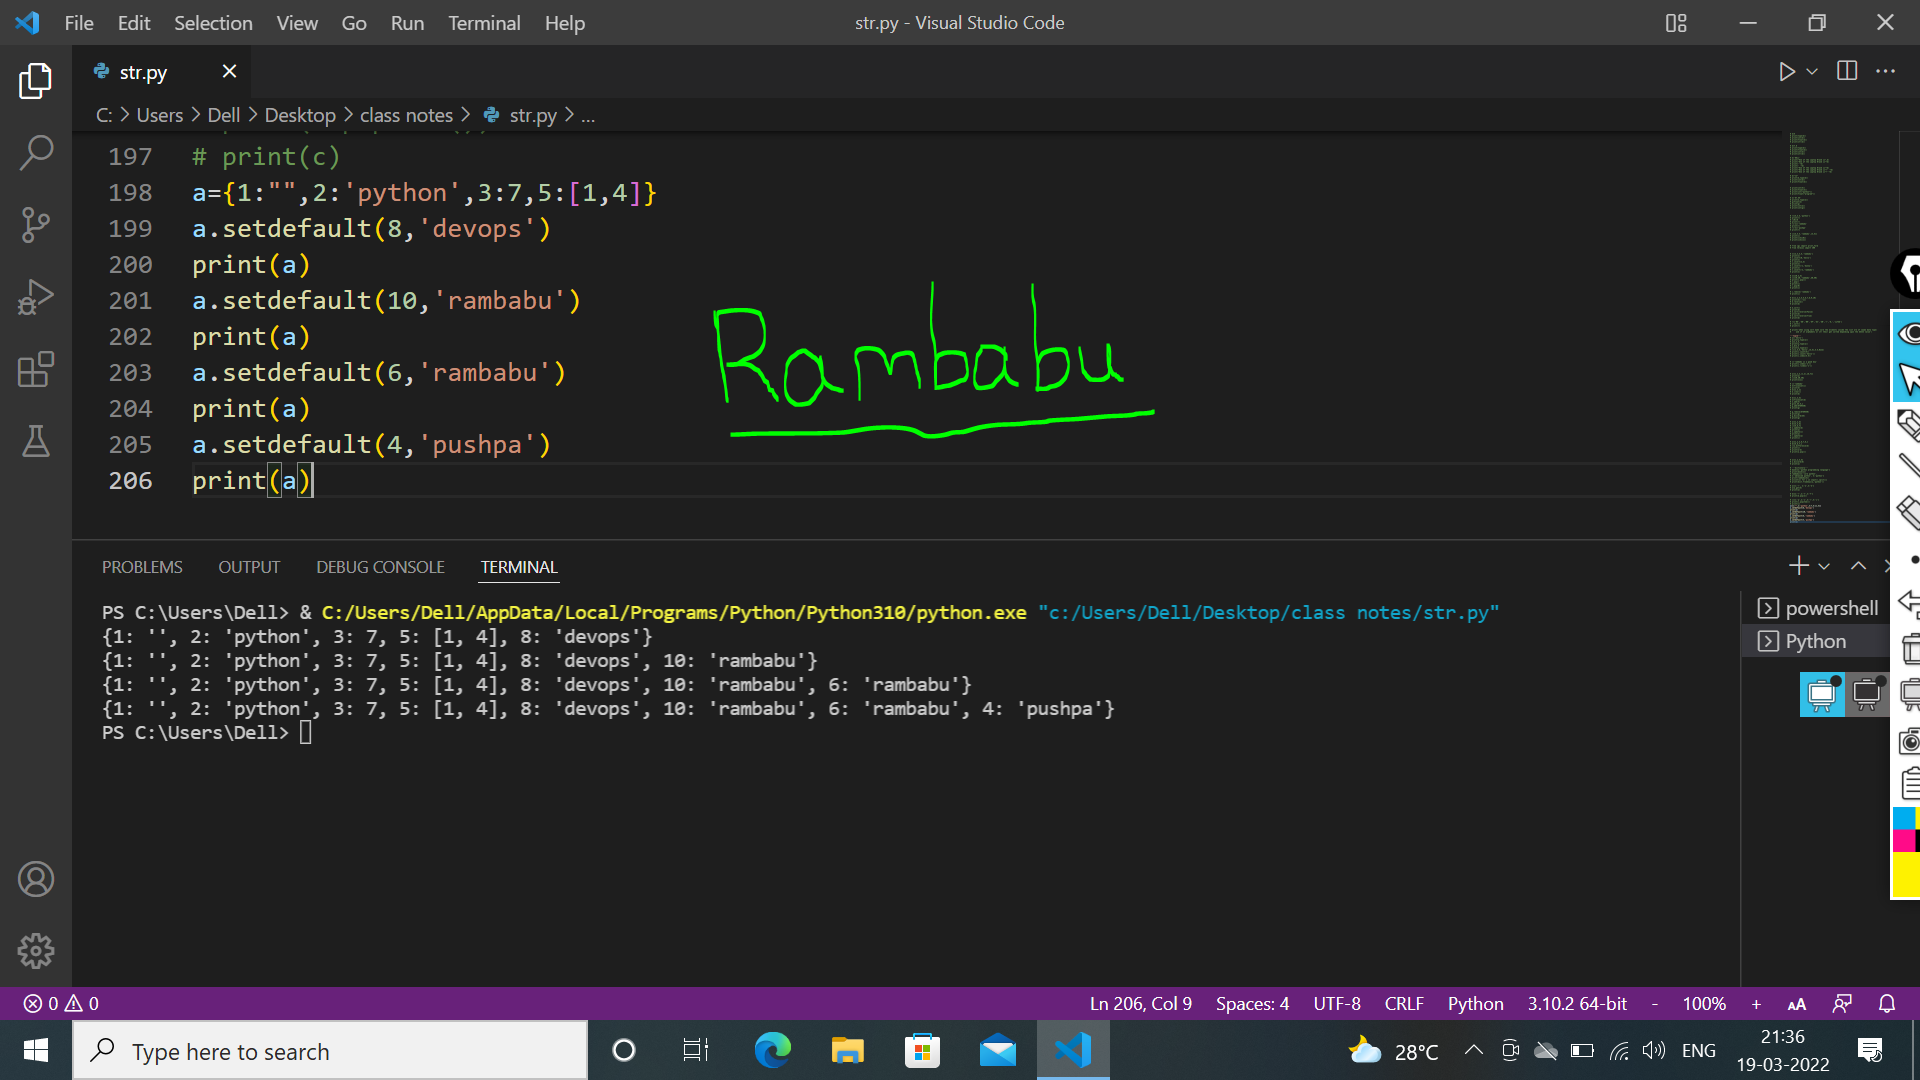 File Edit Selection View Go Run Terminal Help
str.py - Visual Studio Code
str.py
C: > Users > Dell > Desktop > class notes > str.py > ...
197 # print(c)
198 a={1:"",2:'python',3:7,5:[1,4]}
199 a.setdefault(8,'devops')
200 print(a)
201 a.setdefault(10,'rambabu')
202 print(a)
203 a.setdefault(6,'rambabu')
204 print(a)
205 a.setdefault(4,'pushpa')
206 print(a)
Rambabu
PROBLEMS OUTPUT DEBUG CONSOLE TERMINAL
PS C:\Users\Dell> & C:/Users/Dell/AppData/Local/Programs/Python/Python310/python.exe "c:/Users/Dell/Desktop/class notes/str.py"
{1: '', 2: 'python', 3: 7, 5: [1, 4], 8: 'devops'}
{1: '', 2: 'python', 3: 7, 5: [1, 4], 8: 'devops', 10: 'rambabu'}
{1: '', 2: 'python', 3: 7, 5: [1, 4], 8: 'devops', 10: 'rambabu', 6: 'rambabu'}
{1: '', 2: 'python', 3: 7, 5: [1, 4], 8: 'devops', 10: 'rambabu', 6: 'rambabu', 4: 'pushpa'}
PS C:\Users\Dell>
powershell
Python
0 0
Ln 206, Col 9 Spaces: 4 UTF-8 CRLF Python 3.10.2 64-bit - 100% + AA
Type here to search
28°C ENG
21:36
19-03-2022